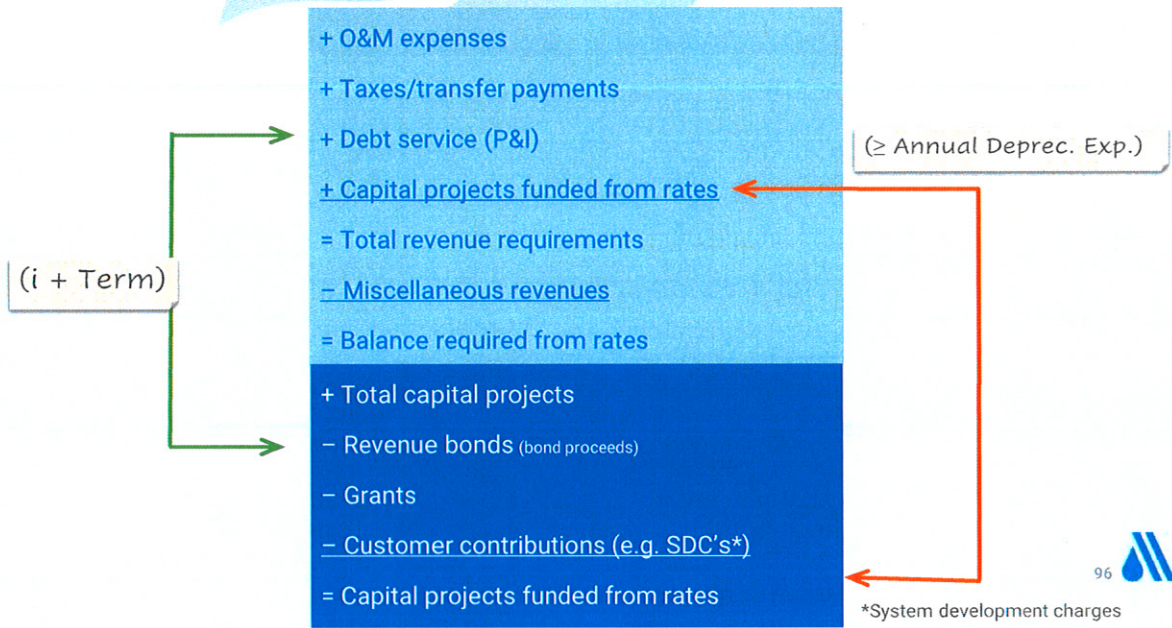 + O&M expenses
+ Taxes/transfer payments
+ Debt service (P&I)
(≥ Annual Deprec. Exp.)
+ Capital projects funded from rates
= Total revenue requirements
(i + Term)
– Miscellaneous revenues
= Balance required from rates
+ Total capital projects
– Revenue bonds (bond proceeds)
– Grants
– Customer contributions (e.g. SDC's*)
= Capital projects funded from rates
96
*System development charges